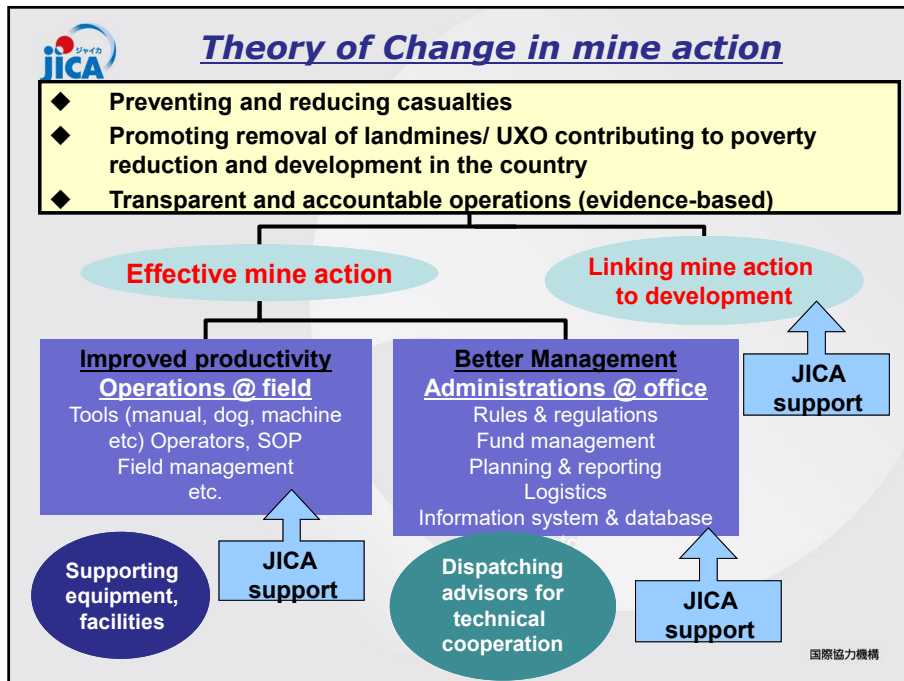 ジャイカ
JICA
Theory of Change in mine action
◆ Preventing and reducing casualties
◆ Promoting removal of landmines/ UXO contributing to poverty
reduction and development in the country
◆ Transparent and accountable operations (evidence-based)
Effective mine action
Linking mine action
to development
Improved productivity
Operations @ field
Tools (manual, dog, machine
etc) Operators, SOP
Field management
etc.
Better Management
Administrations @ office
Rules & regulations
Fund management
Planning & reporting
Logistics
Information system & database
JICA
support
Supporting
equipment,
facilities
JICA
support
Dispatching
advisors for
technical
cooperation
JICA
support
国際協力機構